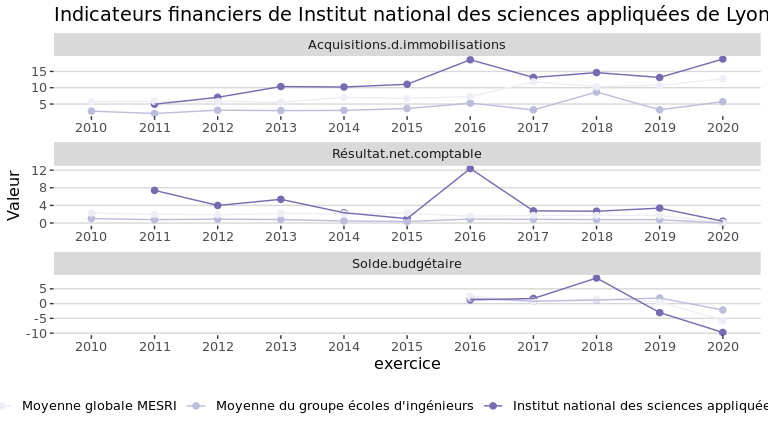 Indicateurs financiers de Institut national des sciences appliquées de Lyon
Acquisitions.d.immobilisations
15
10
5
2010 2011 2012 2013 2014 2015 2016 2017 2018 2019 2020
Résultat.net.comptable
12
8
4
0
2010 2011 2012 2013 2014 2015 2016 2017 2018 2019 2020
Solde.budgétaire
5
0
-5
-10
2010 2011 2012 2013 2014 2015 2016 2017 2018 2019 2020
Valeur
exercice
Moyenne globale MESRI Moyenne du groupe écoles d'ingénieurs Institut national des sciences appliquée